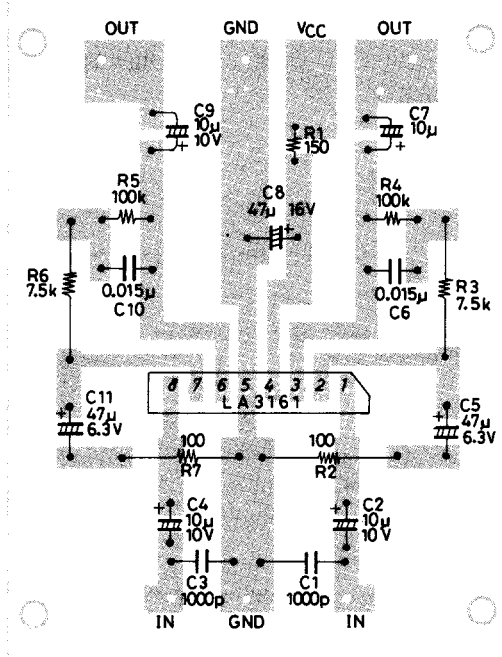 OUT GND VCC OUT
C9
10μ
10V
+
C7
10μ
+
R1
150
R5
100k
C8
47μ + 16V
R4
100k
R6
7.5k
0.015μ
C10
0.015μ
C6
R3
7.5k
8 7 6 5 4 3 2 1
LA3161
C11
+ 47μ
6.3V
C5
+ 47μ
6.3V
100
R7
100
R2
+ C4
10μ
10V
+ C2
10μ
10V
C3
1000p
C1
1000p
IN GND IN